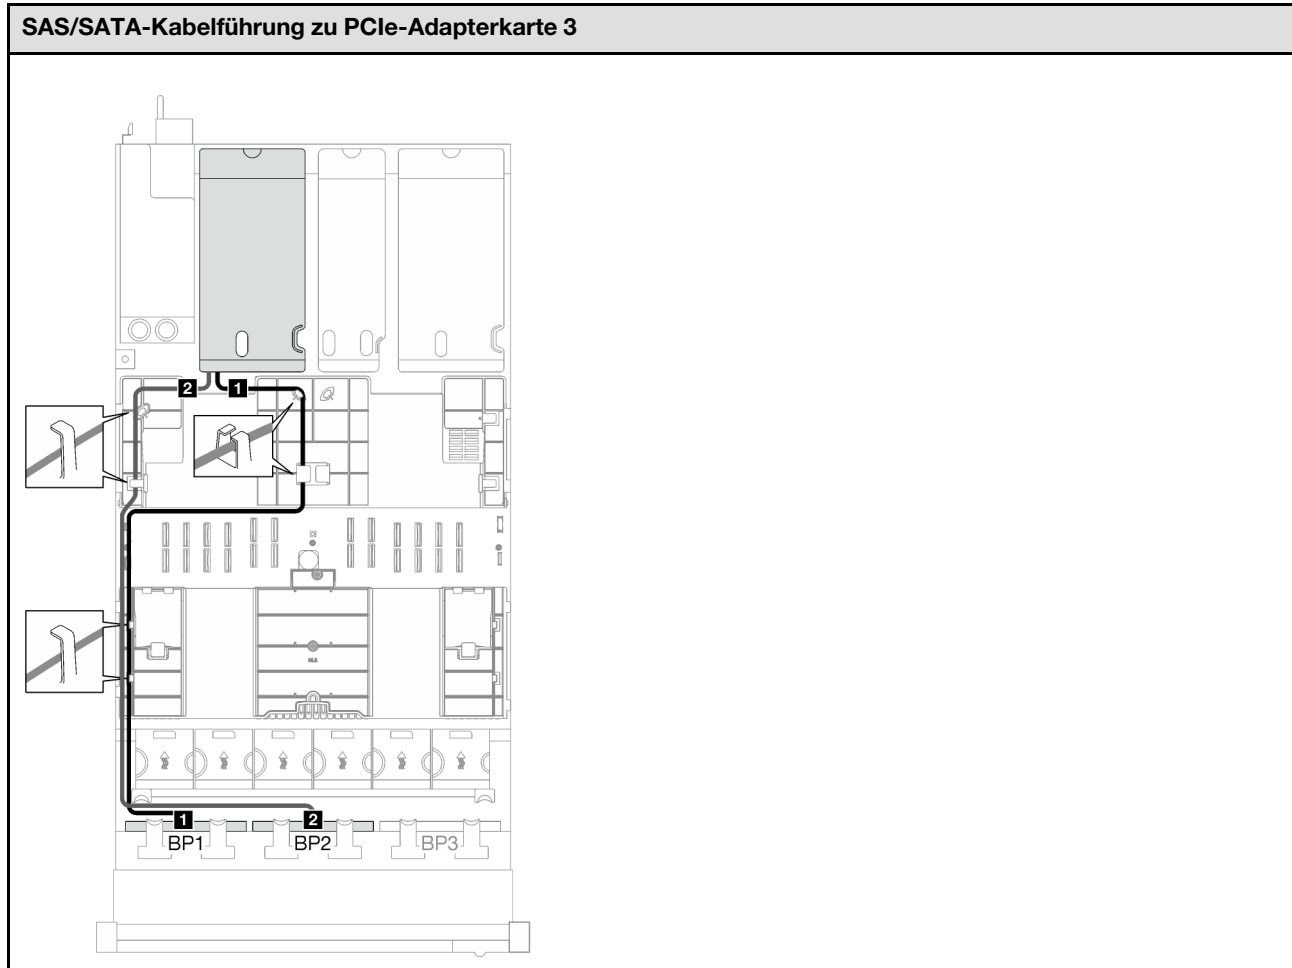 SAS/SATA-Kabelführung zu PCIe-Adapterkarte 3
2 1
1 2
BP1 BP2 BP3